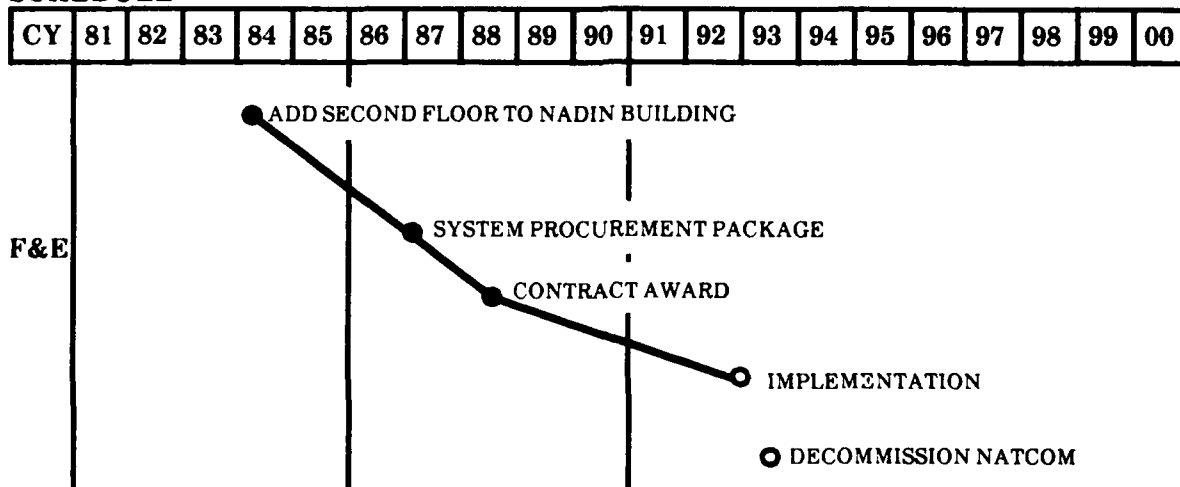 CY 81 82 83 84 85 86 87 88 89 90 91 92 93 94 95 96 97 98 99 00
ADD SECOND FLOOR TO NADIN BUILDING
SYSTEM PROCUREMENT PACKAGE
F&E
CONTRACT AWARD
IMPLEMENTATION
DECOMMISSION NATCOM